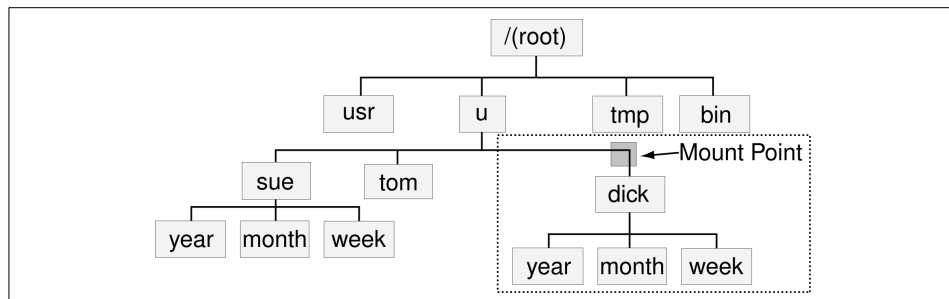 /(root)
usr u tmp bin
Mount Point
sue tom dick
year month week
year month week